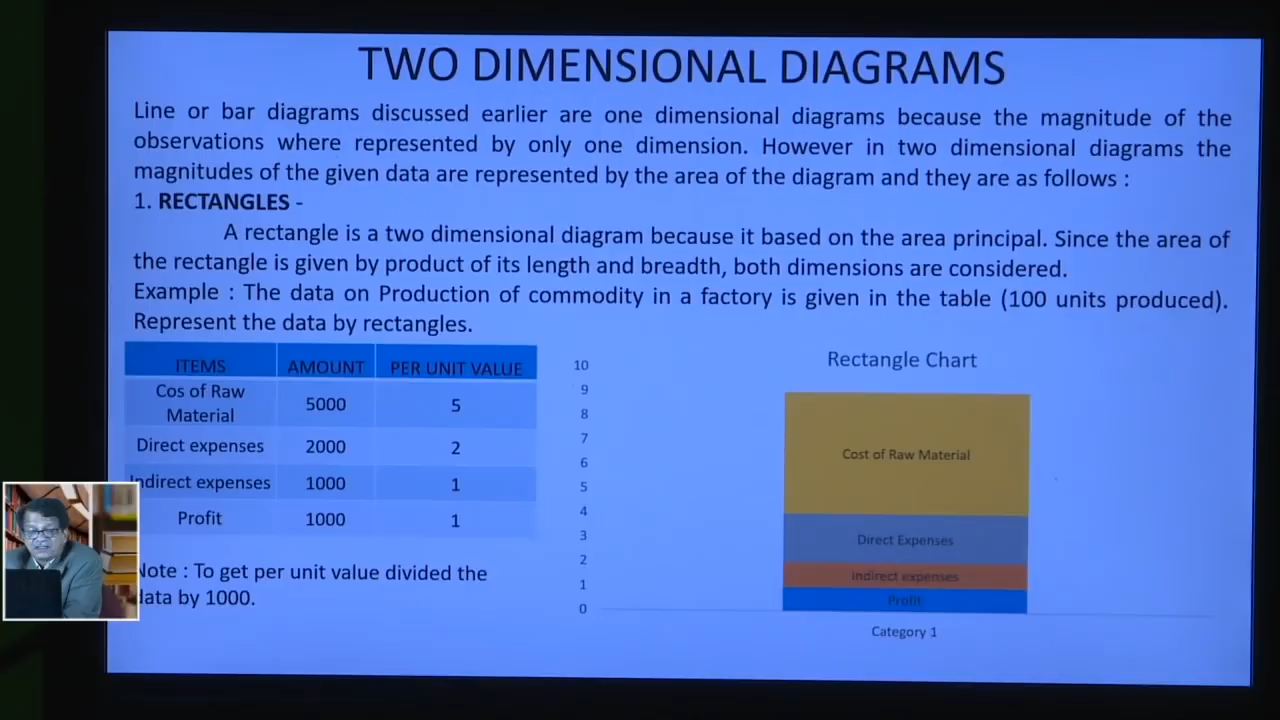 TWO DIMENSIONAL DIAGRAMS
Line or bar diagrams discussed earlier are one dimensional diagrams because the magnitude of the
observations where represented by only one dimension. However in two dimensional diagrams the
magnitudes of the given data are represented by the area of the diagram and they are as follows :
1. RECTANGLES -
A rectangle is a two dimensional diagram because it based on the area principal. Since the area of
the rectangle is given by product of its length and breadth, both dimensions are considered.
Example : The data on Production of commodity in a factory is given in the table (100 units produced).
Represent the data by rectangles.
ITEMS AMOUNT PER UNIT VALUE
Cos of Raw
Material 5000 5
Direct expenses 2000 2
Indirect expenses 1000 1
Profit 1000 1
Note : To get per unit value divided the
data by 1000.
Rectangle Chart
10
9
8
7
6
5
4
3
2
1
0
Cost of Raw Material
Direct Expenses
Indirect expenses
Profit
Category 1